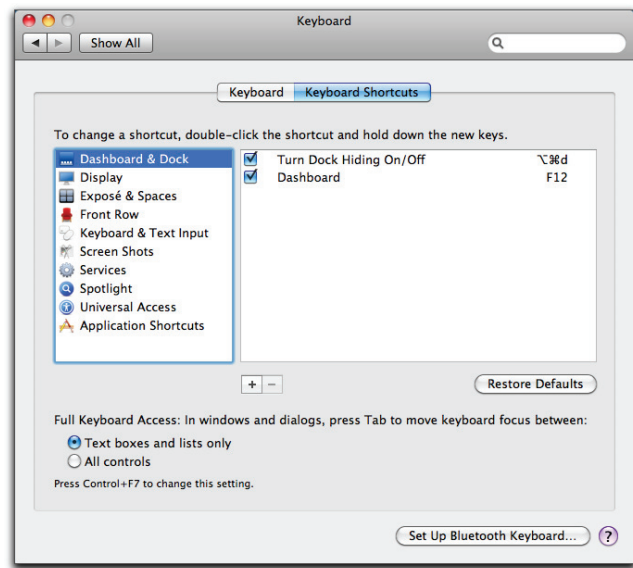 Keyboard
Show All
Keyboard Keyboard Shortcuts
To change a shortcut, double-click the shortcut and hold down the new keys.
Dashboard & Dock
Display
Exposé & Spaces
Front Row
Keyboard & Text Input
Screen Shots
Services
Spotlight
Universal Access
Application Shortcuts
Turn Dock Hiding On/Off ⌥⌘d
Dashboard F12
+ −
Restore Defaults
Full Keyboard Access: In windows and dialogs, press Tab to move keyboard focus between:
Text boxes and lists only
All controls
Press Control+F7 to change this setting.
Set Up Bluetooth Keyboard... ?